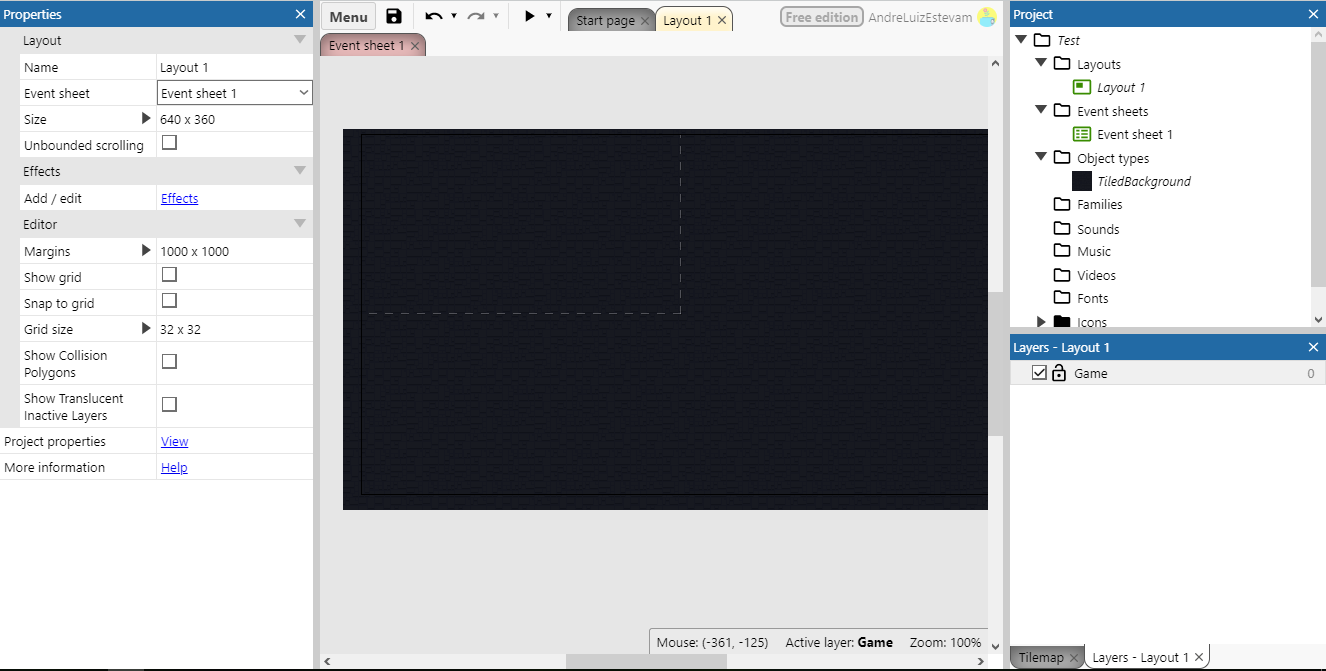 Properties
Layout
Name Layout 1
Event sheet Event sheet 1
Size 640 x 360
Unbounded scrolling
Effects
Add / edit Effects
Editor
Margins 1000 x 1000
Show grid
Snap to grid
Grid size 32 x 32
Show Collision
Polygons
Show Translucent
Inactive Layers
Project properties View
More information Help
Menu
Start page
Layout 1
Free edition AndreLuizEstevam
Event sheet 1
Mouse: (-361, -125) Active layer: Game Zoom: 100%
Project
Test
Layouts
Layout 1
Event sheets
Event sheet 1
Object types
TiledBackground
Families
Sounds
Music
Videos
Fonts
Icons
Layers - Layout 1
Game 0
Tilemap
Layers - Layout 1